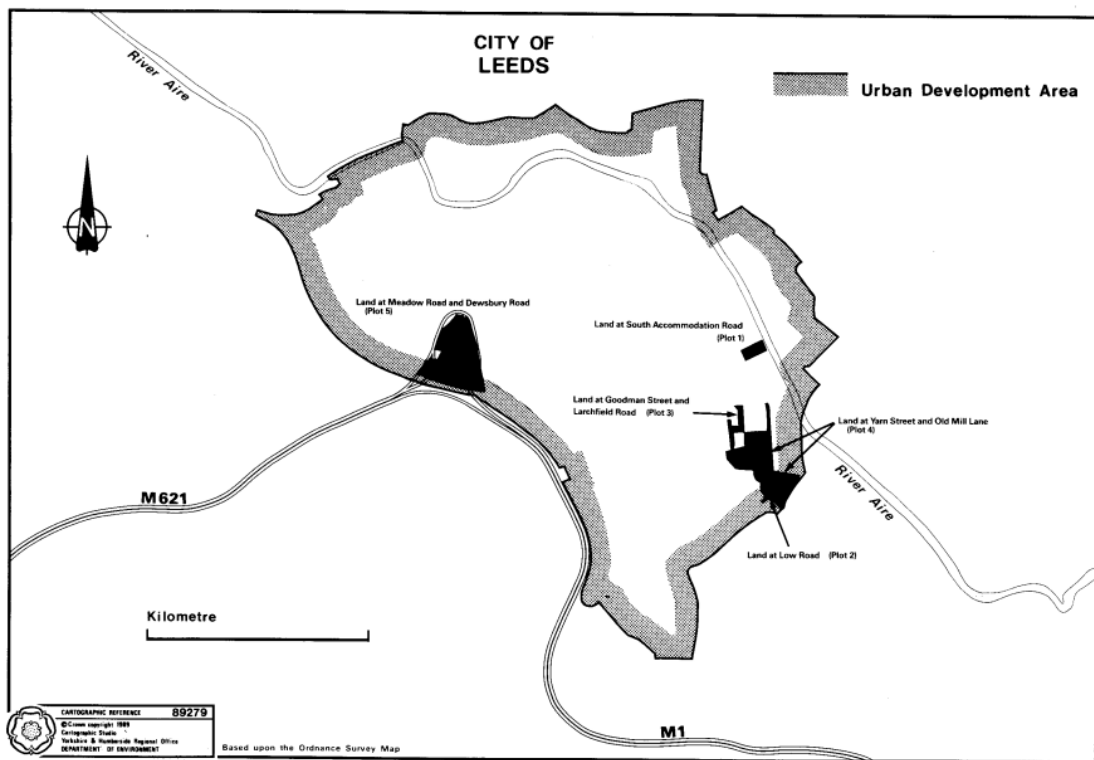 CITY OF
LEEDS
River Aire
Urban Development Area
N
Land at Meadow Road and Dewsbury Road
(Plot 5)
Land at South Accommodation Road
(Plot 1)
Land at Goodman Street and
Larchfield Road (Plot 3)
Land at Yarn Street and Old Mill Lane
(Plot 4)
River Aire
M621
Land at Low Road (Plot 2)
Kilometre
CARTOGRAPHIC REFERENCE 89279
©Crown copyright 1989
Cartographic Studio
Yorkshire & Humberside Regional Office
DEPARTMENT OF ENVIRONMENT
Based upon the Ordnance Survey Map
M1